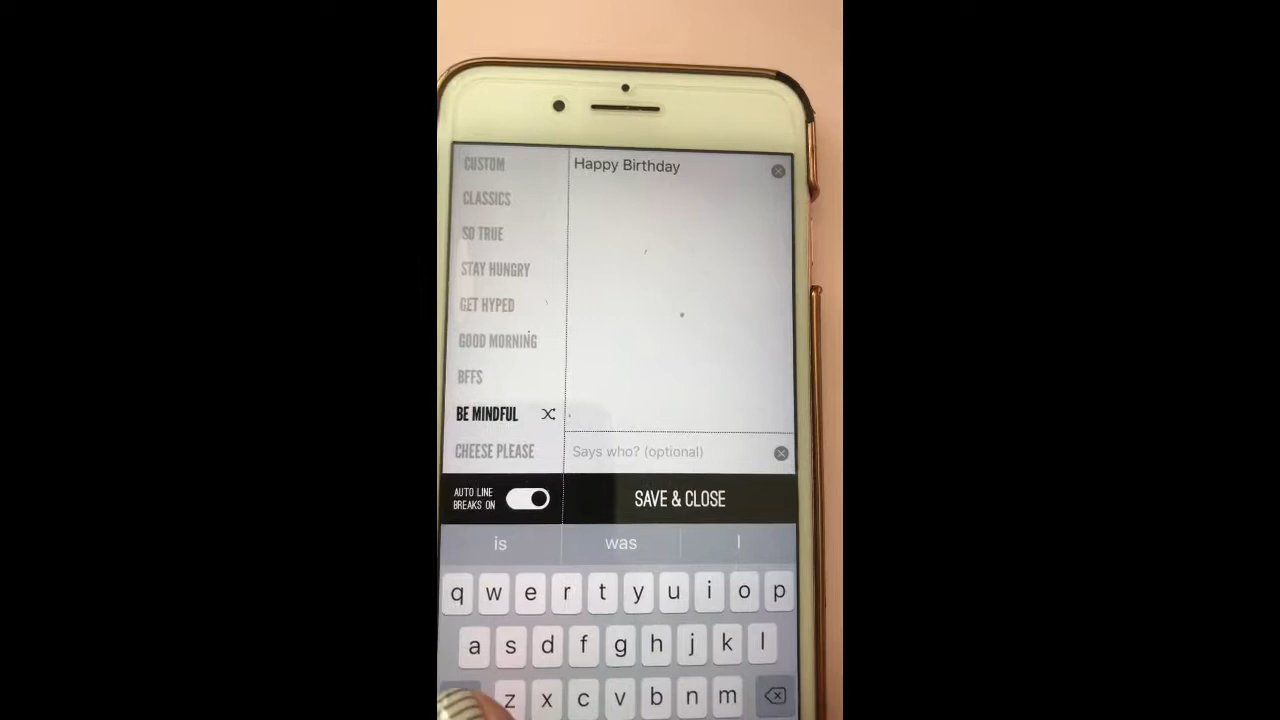 CUSTOM
CLASSICS
SO TRUE
STAY HUNGRY
GET HYPED
GOOD MORNING
BFFS
BE MINDFUL
CHEESE PLEASE
Happy Birthday
Says who? (optional)
AUTO LINE
BREAKS ON
SAVE & CLOSE
is was I
q w e r t y u i o p
a s d f g h j k l
z x c v b n m